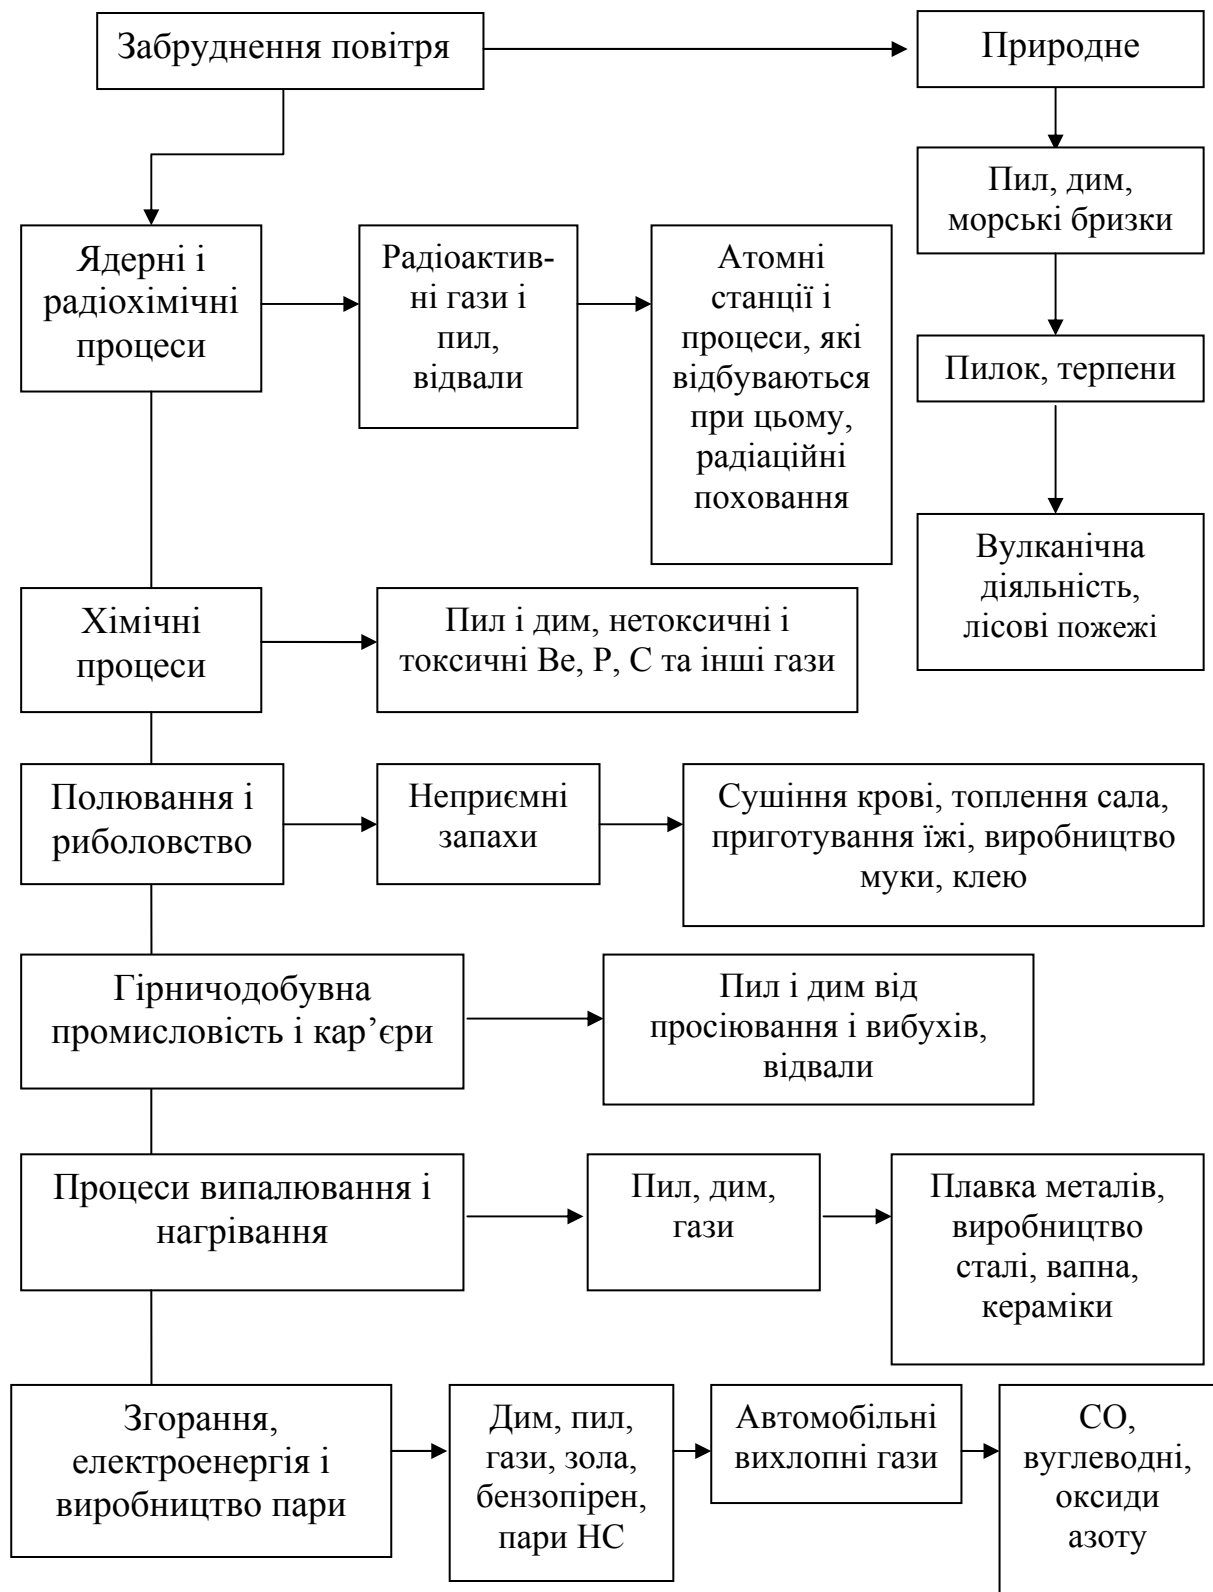 Забруднення повітря
Природне
Пил, дим,
морські бризки
Ядерні і
радіохімічні
процеси
Радіоактив-
ні гази і
пил,
відвали
Атомні
станції і
процеси, які
відбуваються
при цьому,
радіаційні
поховання
Пилок, терпени
Вулканічна
діяльність,
лісові пожежі
Хімічні
процеси
Пил і дим, нетоксичні і
токсичні Ве, Р, С та інші гази
Полювання і
риболовство
Неприємні
запахи
Сушіння крові, топлення сала,
приготування їжі, виробництво
муки, клею
Гірничодобувна
промисловість і кар’єри
Пил і дим від
просіювання і вибухів,
відвали
Процеси випалювання і
нагрівання
Пил, дим,
гази
Плавка металів,
виробництво
сталі, вапна,
кераміки
Згорання,
електроенергія і
виробництво пари
Дим, пил,
гази, зола,
бензопірен,
пари НС
Автомобільні
вихлопні гази
СО,
вуглеводні,
оксиди
азоту